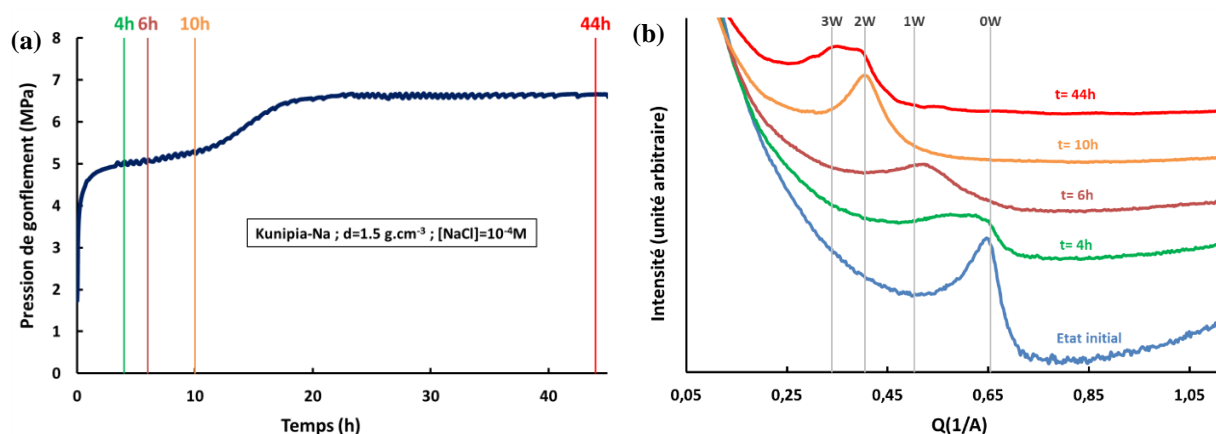 (a)
4h 6h 10h 44h
Pression de gonflement (MPa)
8
7
6
5
4
3
2
1
0
Kunipia-Na ; d=1.5 g.cm⁻³ ; [NaCl]=10⁻⁴M
0 10 20 30 40
Temps (h)
(b)
3W 2W 1W 0W
Intensité (unité arbitraire)
t= 44h
t= 10h
t= 6h
t= 4h
Etat initial
0,05 0,25 0,45 0,65 0,85 1,05
Q(1/A)